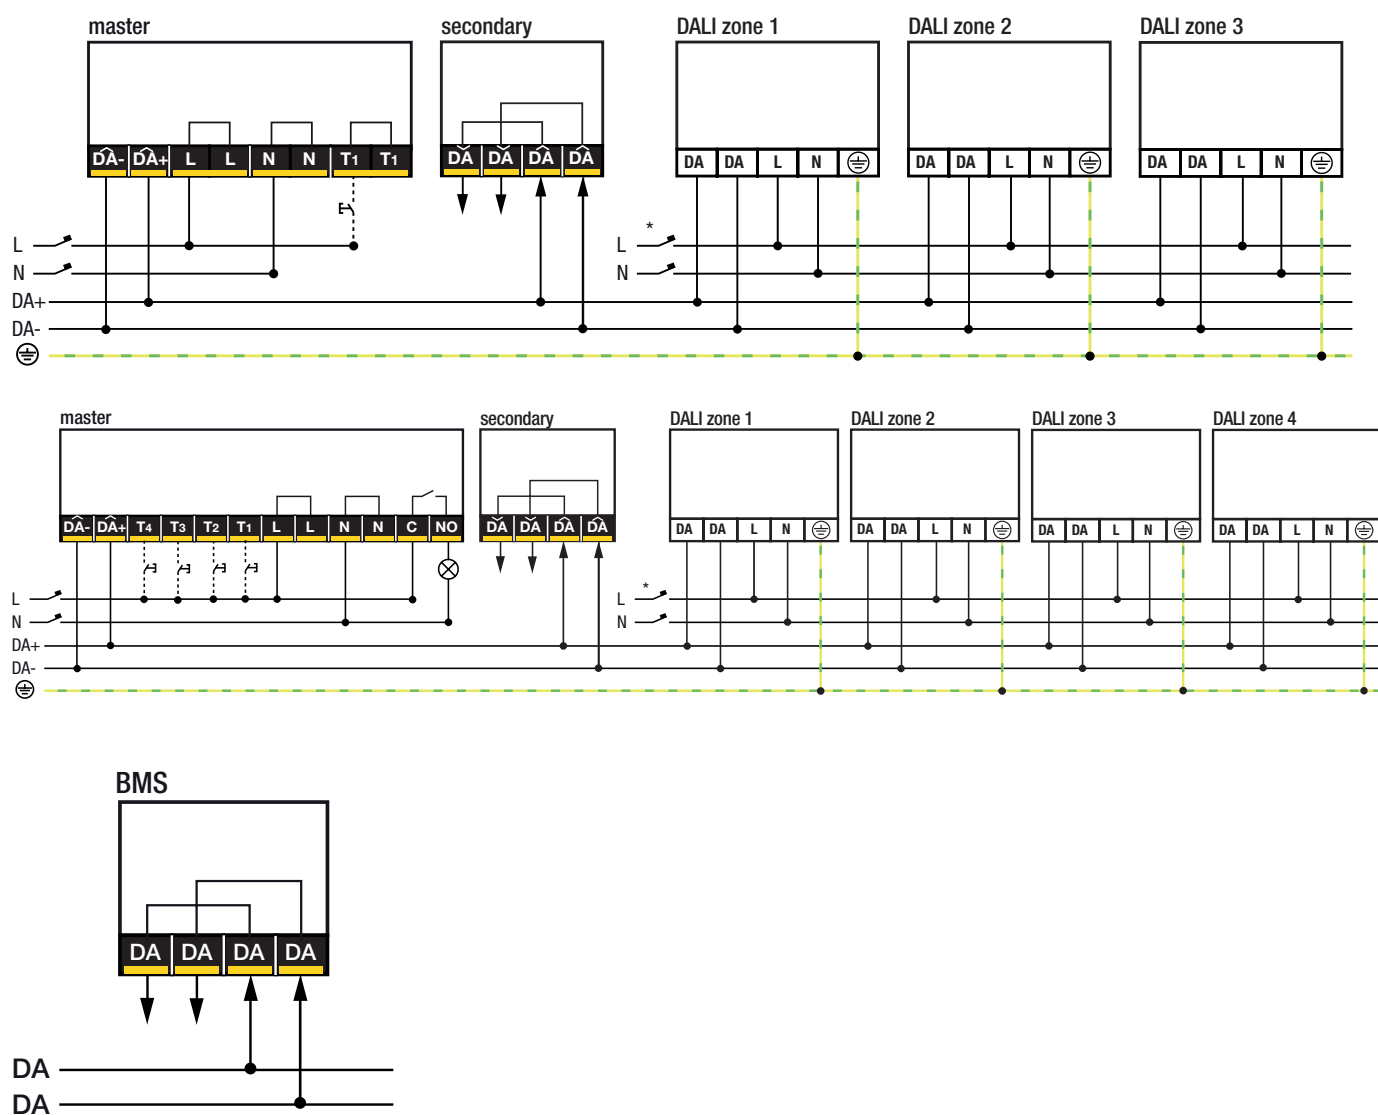 master secondary DALI zone 1 DALI zone 2 DALI zone 3
DA- DA+ L L N N T1 T1 DA DA DA DA DA DA L N DA DA L N DA DA L N
*
L L
N N
DA+
DA-
master secondary DALI zone 1 DALI zone 2 DALI zone 3 DALI zone 4
DA- DA+ T4 T3 T2 T1 L L N N C NO DA DA DA DA DA DA L N DA DA L N DA DA L N DA DA L N
*
L L
N N
DA+
DA-
BMS
DA DA DA DA
DA
DA